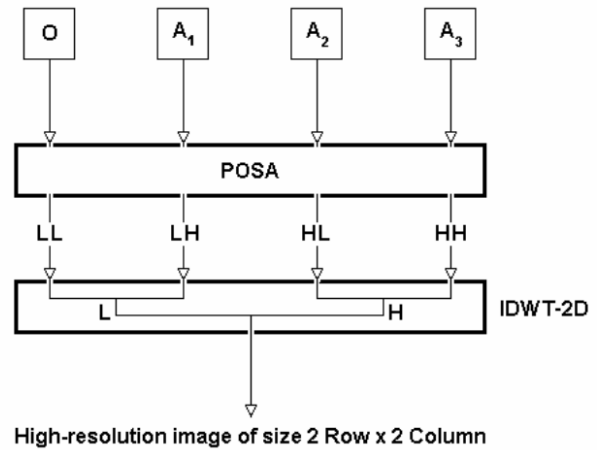 O A₁ A₂ A₃
POSA
LL LH HL HH
L H IDWT-2D
High-resolution image of size 2 Row x 2 Column